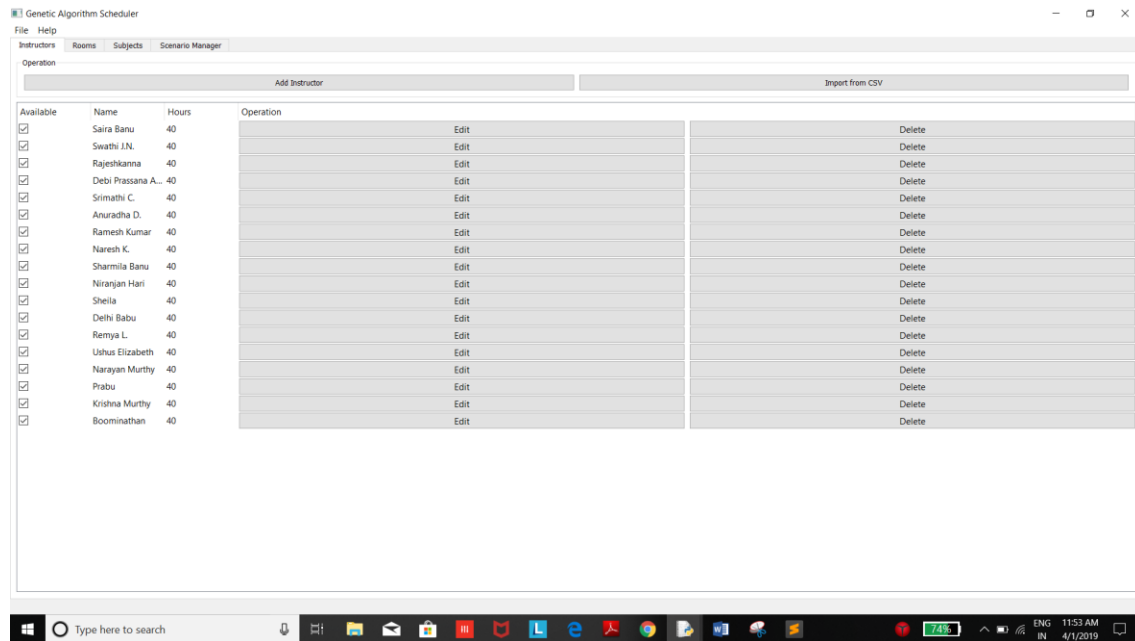 Genetic Algorithm Scheduler
File Help
Instructors Rooms Subjects Scenario Manager
Operation
Add Instructor Import from CSV
Available Name Hours Operation
Saira Banu 40 Edit Delete
Swathi J.N. 40 Edit Delete
Rajeshkanna 40 Edit Delete
Debi Prassana A... 40 Edit Delete
Srimathi C. 40 Edit Delete
Anuradha D. 40 Edit Delete
Ramesh Kumar 40 Edit Delete
Naresh K. 40 Edit Delete
Sharmila Banu 40 Edit Delete
Niranjan Hari 40 Edit Delete
Sheila 40 Edit Delete
Delhi Babu 40 Edit Delete
Remya L. 40 Edit Delete
Ushus Elizabeth 40 Edit Delete
Narayan Murthy 40 Edit Delete
Prabu 40 Edit Delete
Krishna Murthy 40 Edit Delete
Boominathan 40 Edit Delete
Type here to search L 74% ENG 11:53 AM
IN 4/1/2019